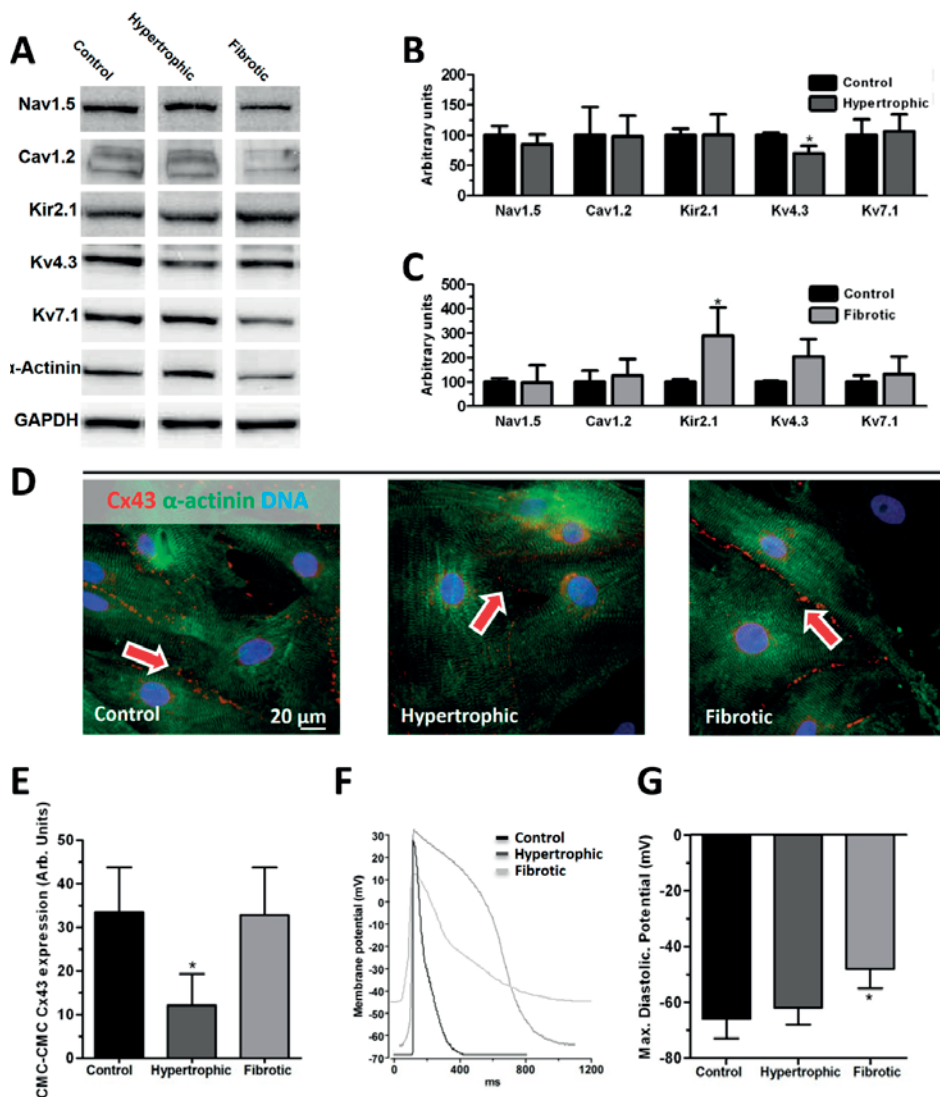 A
Control
Hypertrophic
Fibrotic
Nav1.5
Cav1.2
Kir2.1
Kv4.3
Kv7.1
α-Actinin
GAPDH
B
Arbitrary units
200
150
100
50
0
Control
Hypertrophic
*
Nav1.5 Cav1.2 Kir2.1 Kv4.3 Kv7.1
C
Arbitrary units
500
400
300
200
100
0
Control
Fibrotic
*
Nav1.5 Cav1.2 Kir2.1 Kv4.3 Kv7.1
D
Cx43 α-actinin DNA
Control
20 µm
Hypertrophic
Fibrotic
E
CMC-CMC Cx43 expression (Arb. Units)
50
40
30
20
10
0
*
Control Hypertrophic Fibrotic
F
Membrane potential (mV)
30
20
10
0
-10
-20
-30
-40
-50
-60
-70
Control
Hypertrophic
Fibrotic
0 400 800 1200
ms
G
Max. Diastolic. Potential (mV)
0
-20
-40
-60
-80
*
Control Hypertrophic Fibrotic